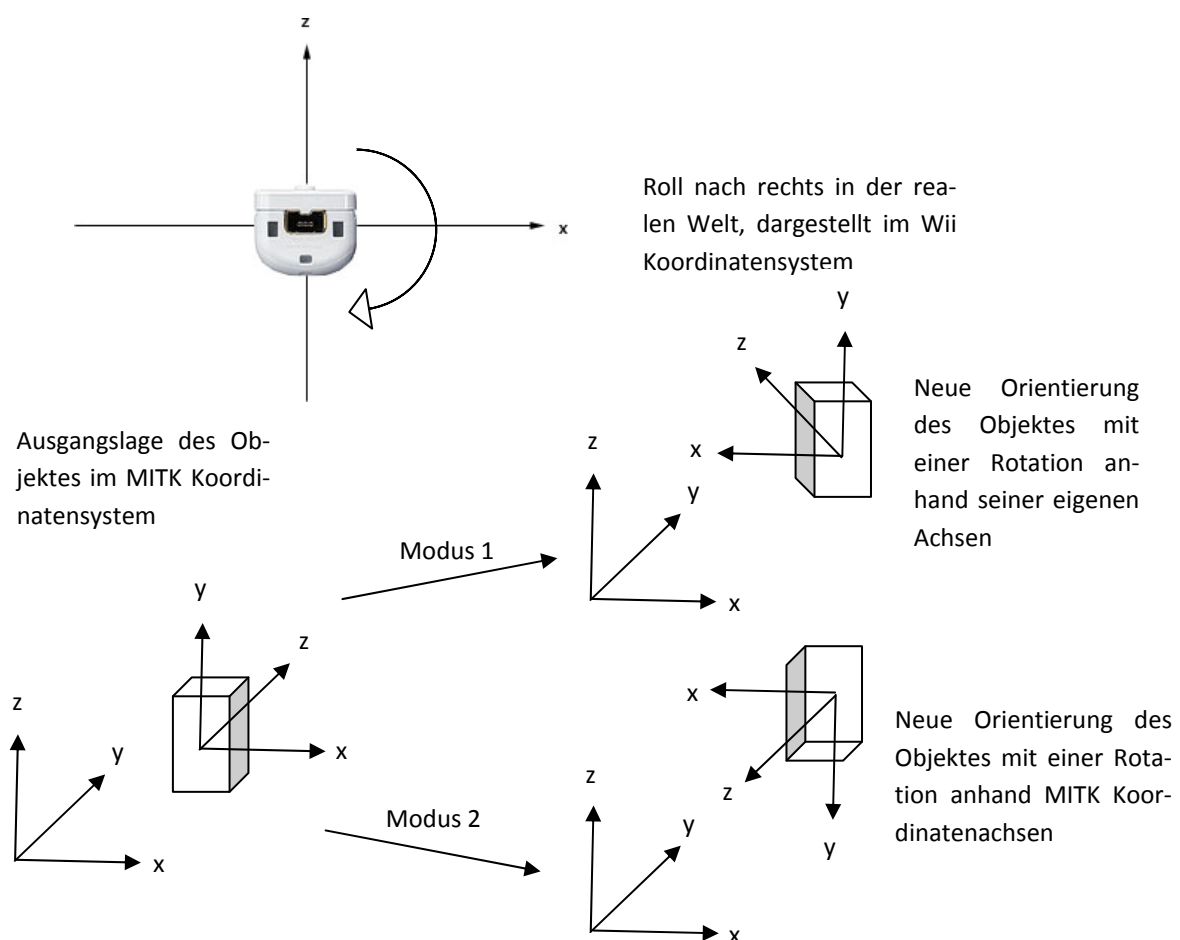 z
x
Roll nach rechts in der rea-
len Welt, dargestellt im Wii
Koordinatensystem
y
z
x
Neue Orientierung
des Objektes mit
einer Rotation an-
hand seiner eigenen
Achsen
Ausgangslage des Ob-
jektes im MITK Koordi-
natensystem
z
y
x
Modus 1
y
z
x
z
y
x
Modus 2
x
z
y
Neue Orientierung des
Objektes mit einer Rota-
tion anhand MITK Koor-
dinatenachsen
z
y
x